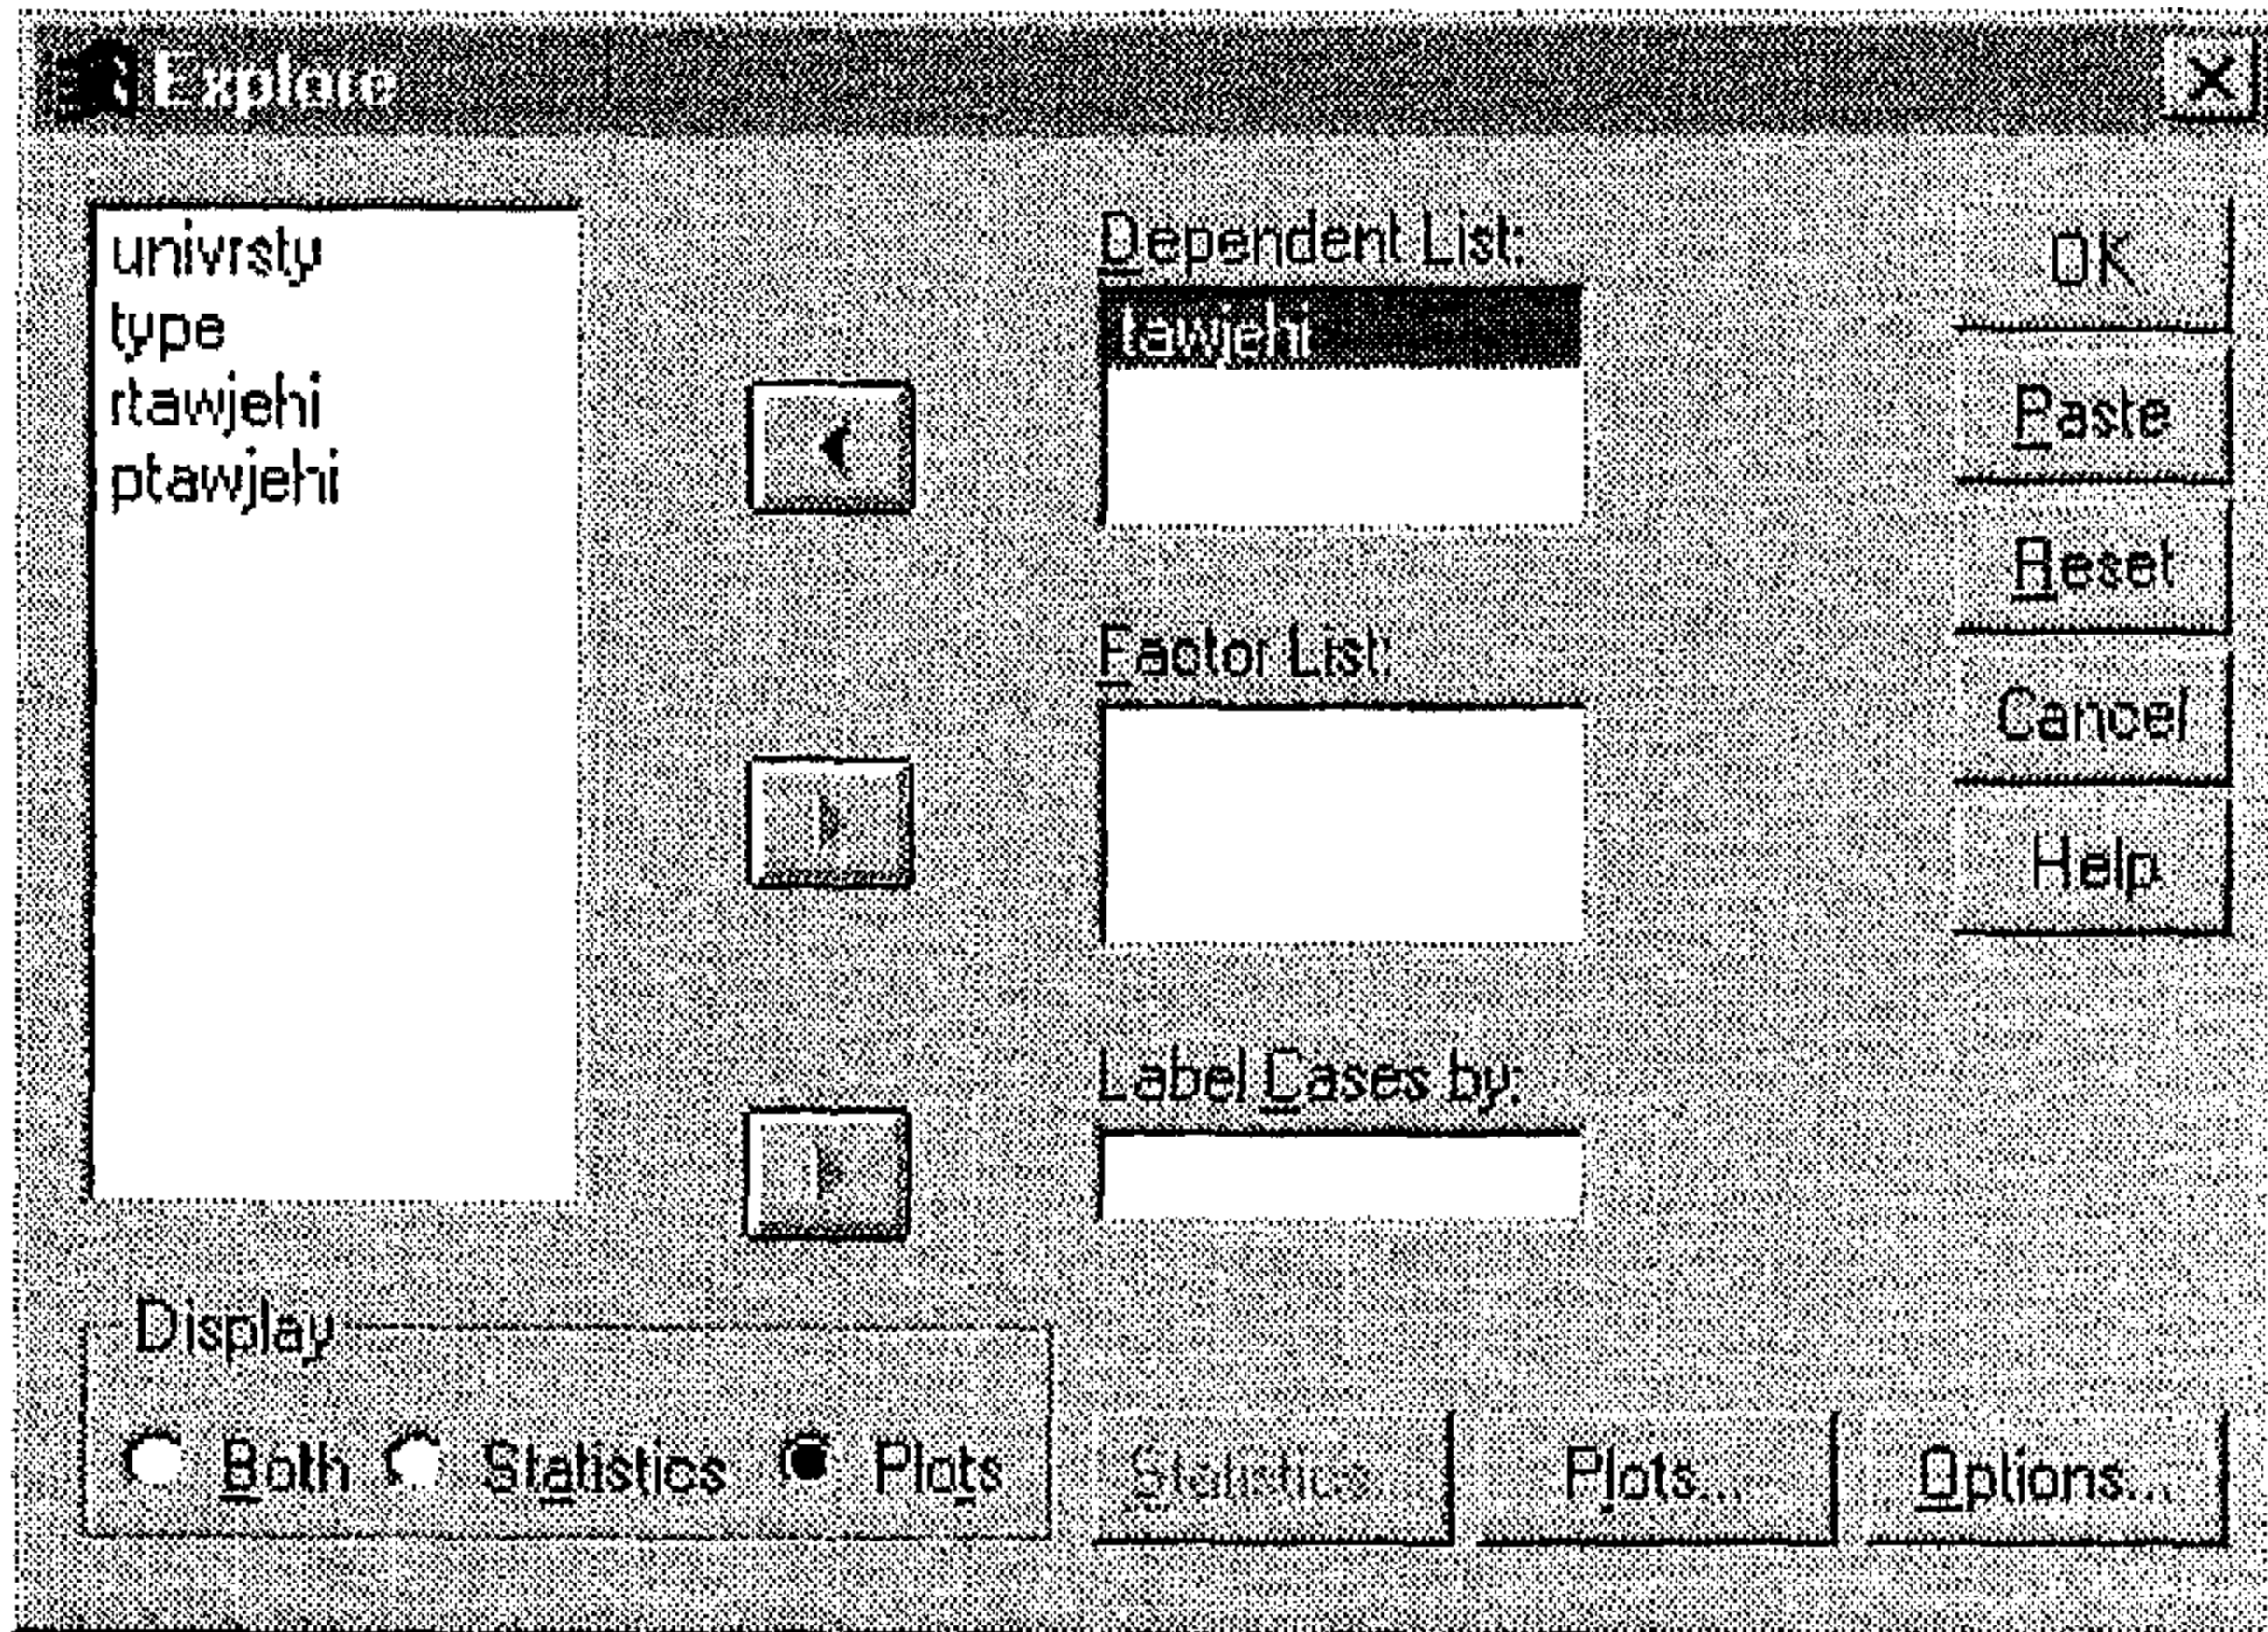 Explore
univrsty
type
rtawjehi
ptawjehi
Dependent List:
tawjehi
Factor List:
Label Cases by:
OK
Paste
Reset
Cancel
Help
Display
Both Statistics Plots
Statistics... Plots... Options...